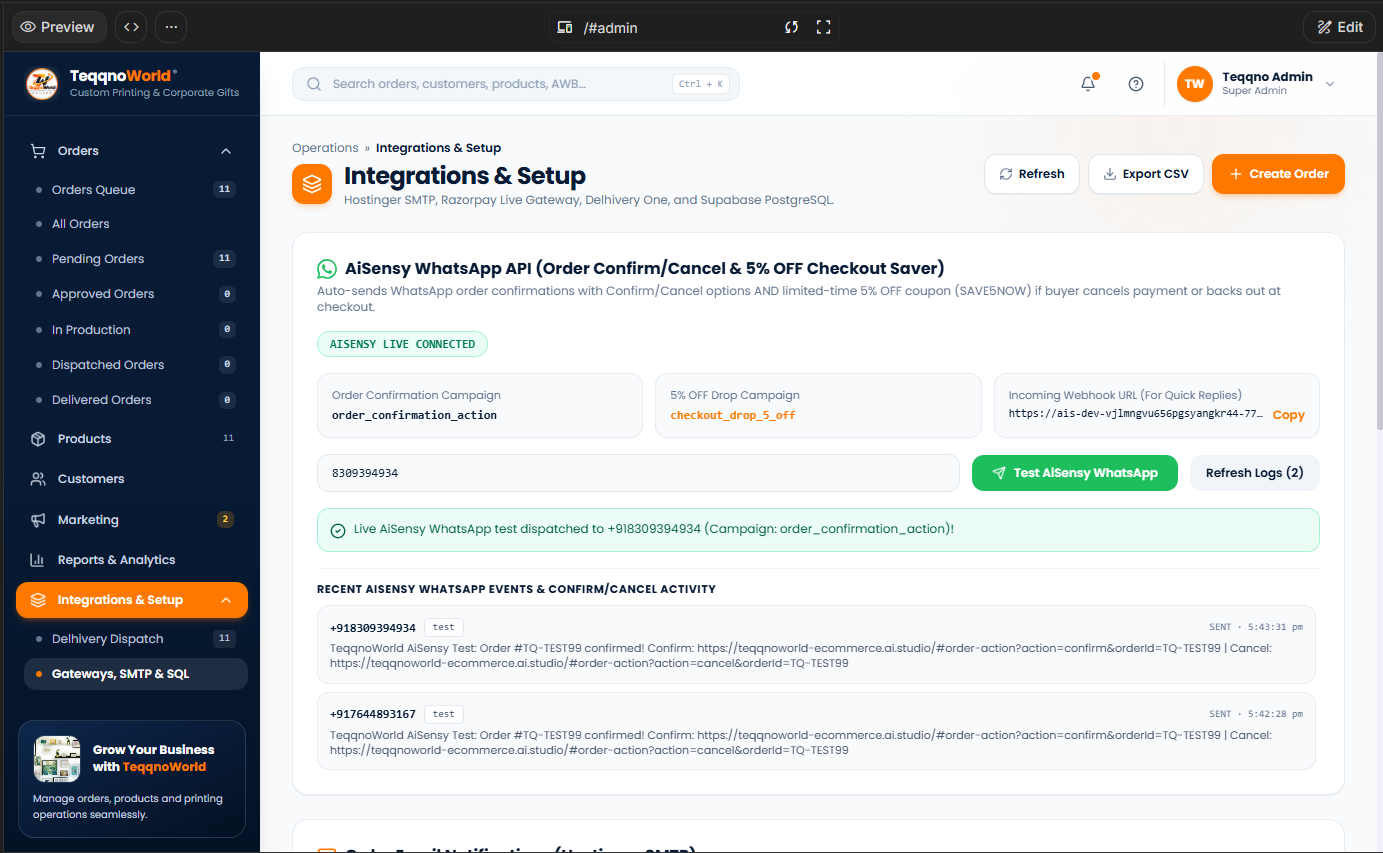 Preview
/#admin
Edit
TeqqnoWorld®
Custom Printing & Corporate Gifts
Search orders, customers, products, AWB...
Ctrl + K
TW
Teqqno Admin
Super Admin
Orders
Orders Queue 11
All Orders
Pending Orders 11
Approved Orders 0
In Production 0
Dispatched Orders 0
Delivered Orders 0
Products 11
Customers
Marketing 2
Reports & Analytics
Integrations & Setup
Delhivery Dispatch 11
Gateways, SMTP & SQL
Grow Your Business
with TeqqnoWorld
Manage orders, products and printing
operations seamlessly.
Operations » Integrations & Setup
Integrations & Setup
Hostinger SMTP, Razorpay Live Gateway, Delhivery One, and Supabase PostgreSQL.
Refresh
Export CSV
+ Create Order
AiSensy WhatsApp API (Order Confirm/Cancel & 5% OFF Checkout Saver)
Auto-sends WhatsApp order confirmations with Confirm/Cancel options AND limited-time 5% OFF coupon (SAVE5NOW) if buyer cancels payment or backs out at
checkout.
AISENSY LIVE CONNECTED
Order Confirmation Campaign
order_confirmation_action
5% OFF Drop Campaign
checkout_drop_5_off
Incoming Webhook URL (For Quick Replies)
https://ais-dev-vjlmngvu656pgsyangkr44-77… Copy
8309394934
Test AiSensy WhatsApp
Refresh Logs (2)
Live AiSensy WhatsApp test dispatched to +918309394934 (Campaign: order_confirmation_action)!
RECENT AISENSY WHATSAPP EVENTS & CONFIRM/CANCEL ACTIVITY
+918309394934 test SENT · 5:43:31 pm
TeqqnoWorld AiSensy Test: Order #TQ-TEST99 confirmed! Confirm: https://teqqnoworld-ecommerce.ai.studio/#order-action?action=confirm&orderId=TQ-TEST99 | Cancel:
https://teqqnoworld-ecommerce.ai.studio/#order-action?action=cancel&orderId=TQ-TEST99
+917644893167 test SENT · 5:42:28 pm
TeqqnoWorld AiSensy Test: Order #TQ-TEST99 confirmed! Confirm: https://teqqnoworld-ecommerce.ai.studio/#order-action?action=confirm&orderId=TQ-TEST99 | Cancel:
https://teqqnoworld-ecommerce.ai.studio/#order-action?action=cancel&orderId=TQ-TEST99